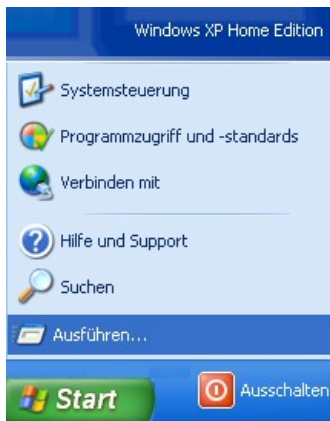 Windows XP Home Edition
Systemsteuerung
Programmzugriff und -standards
Verbinden mit
Hilfe und Support
Suchen
Ausführen...
Start
Ausschalten